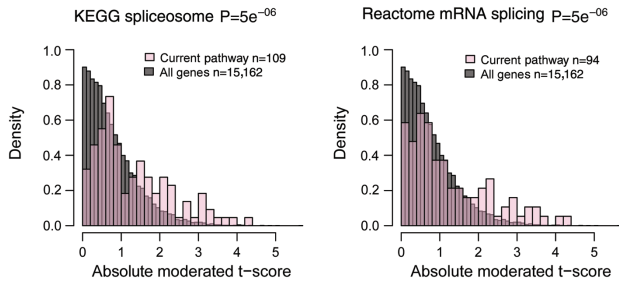 KEGG spliceosome P=5e⁻⁰⁶
Current pathway n=109
All genes n=15,162
Density
1.0
0.8
0.6
0.4
0.2
0.0
0 1 2 3 4 5
Absolute moderated t-score
Reactome mRNA splicing P=5e⁻⁰⁶
Current pathway n=94
All genes n=15,162
Density
1.0
0.8
0.6
0.4
0.2
0.0
0 1 2 3 4 5
Absolute moderated t-score